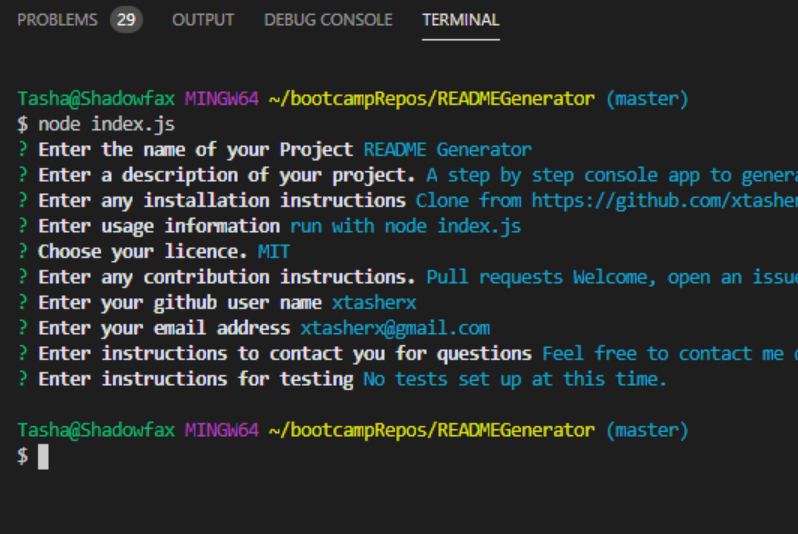 PROBLEMS 29 OUTPUT DEBUG CONSOLE TERMINAL
Tasha@Shadowfax MINGW64 ~/bootcampRepos/READMEGenerator (master)
$ node index.js
? Enter the name of your Project README Generator
? Enter a description of your project. A step by step console app to genera
? Enter any installation instructions Clone from https://github.com/xtasher
? Enter usage information run with node index.js
? Choose your licence. MIT
? Enter any contribution instructions. Pull requests Welcome, open an issue
? Enter your github user name xtasherx
? Enter your email address xtasherx@gmail.com
? Enter instructions to contact you for questions Feel free to contact me
? Enter instructions for testing No tests set up at this time.
Tasha@Shadowfax MINGW64 ~/bootcampRepos/READMEGenerator (master)
$